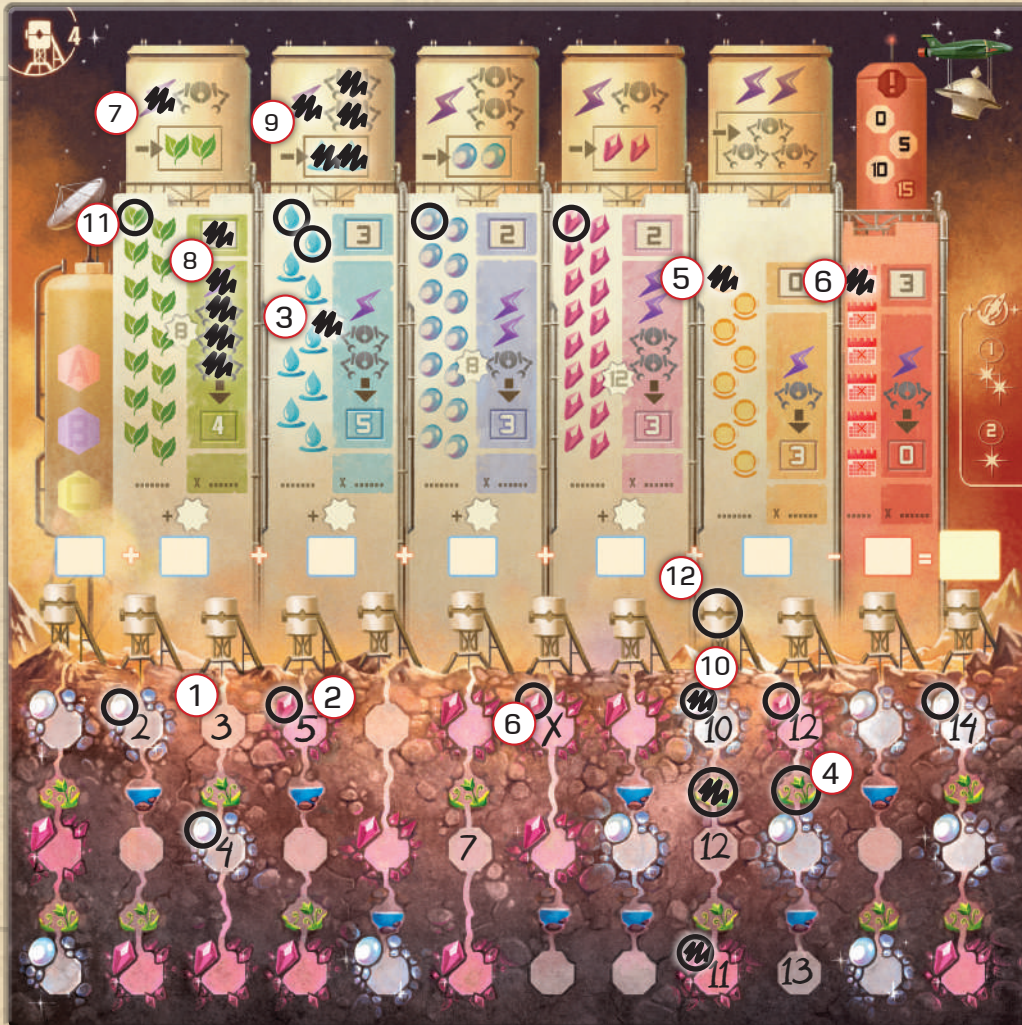 4
7
9
!
0
5
10
15
11
3
2
2
0
3
8
5
6
3
8
8
12
1
2
A
B
C
4
5
3
3
3
0
....... X ......
....... X ......
....... X ......
....... X ......
....... X ......
..... X ......
+ + + +
+ + + + + - =
12
10
1 2
2 3 5 6 X 10 12 14
4
4 7 12
11 13